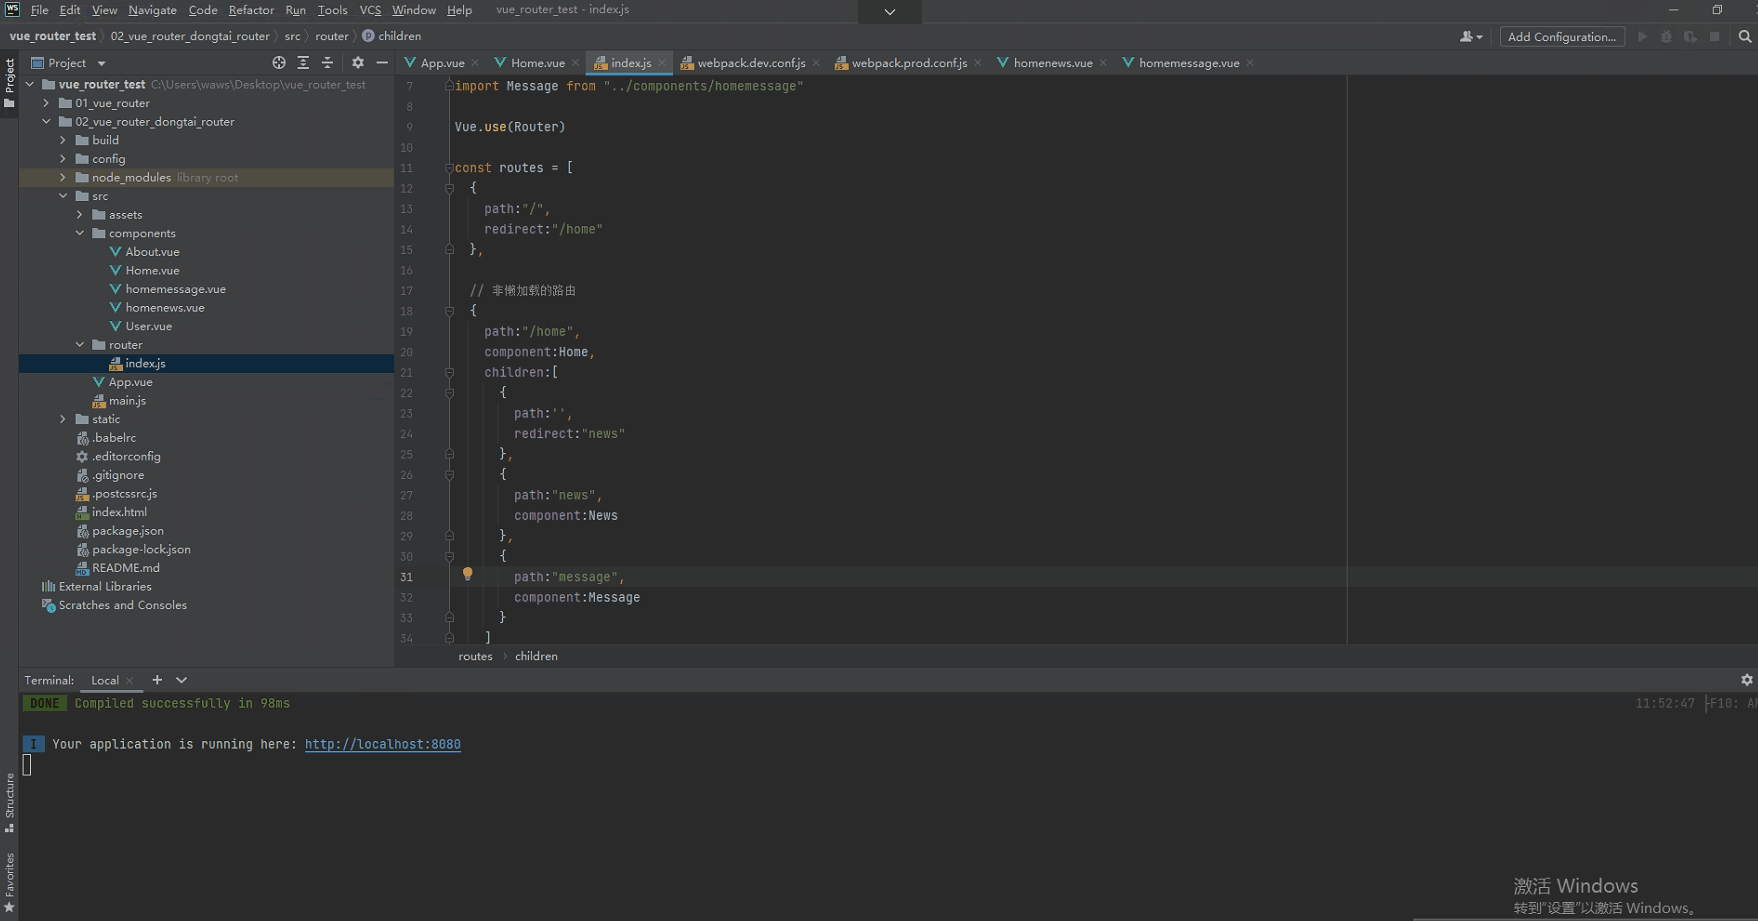 WS File Edit View Navigate Code Refactor Run Tools VCS Window Help vue_router_test - index.js
vue_router_test 02_vue_router_dongtai_router src router children Add Configuration...
Project
Project
App.vue Home.vue index.js webpack.dev.conf.js webpack.prod.conf.js homenews.vue homemessage.vue
vue_router_test C:\Users\waws\Desktop\vue_router_test
01_vue_router
02_vue_router_dongtai_router
build
config
node_modules library root
src
assets
components
About.vue
Home.vue
homemessage.vue
homenews.vue
User.vue
router
index.js
App.vue
main.js
static
.babelrc
.editorconfig
.gitignore
.postcssrc.js
index.html
package.json
package-lock.json
README.md
External Libraries
Scratches and Consoles
7 import Message from "../components/homemessage"
8
9 Vue.use(Router)
10
11 const routes = [
12 {
13 path:"/",
14 redirect:"/home"
15 },
16
17 // 非懒加载的路由
18 {
19 path:"/home",
20 component:Home,
21 children:[
22 {
23 path:'',
24 redirect:"news"
25 },
26 {
27 path:"news",
28 component:News
29 },
30 {
31 path:"message",
32 component:Message
33 }
34 ]
routes children
Terminal: Local
DONE Compiled successfully in 98ms 11:52:47 ├F10: AM
I Your application is running here: http://localhost:8080
Structure
Favorites
激活 Windows
转到"设置"以激活 Windows。